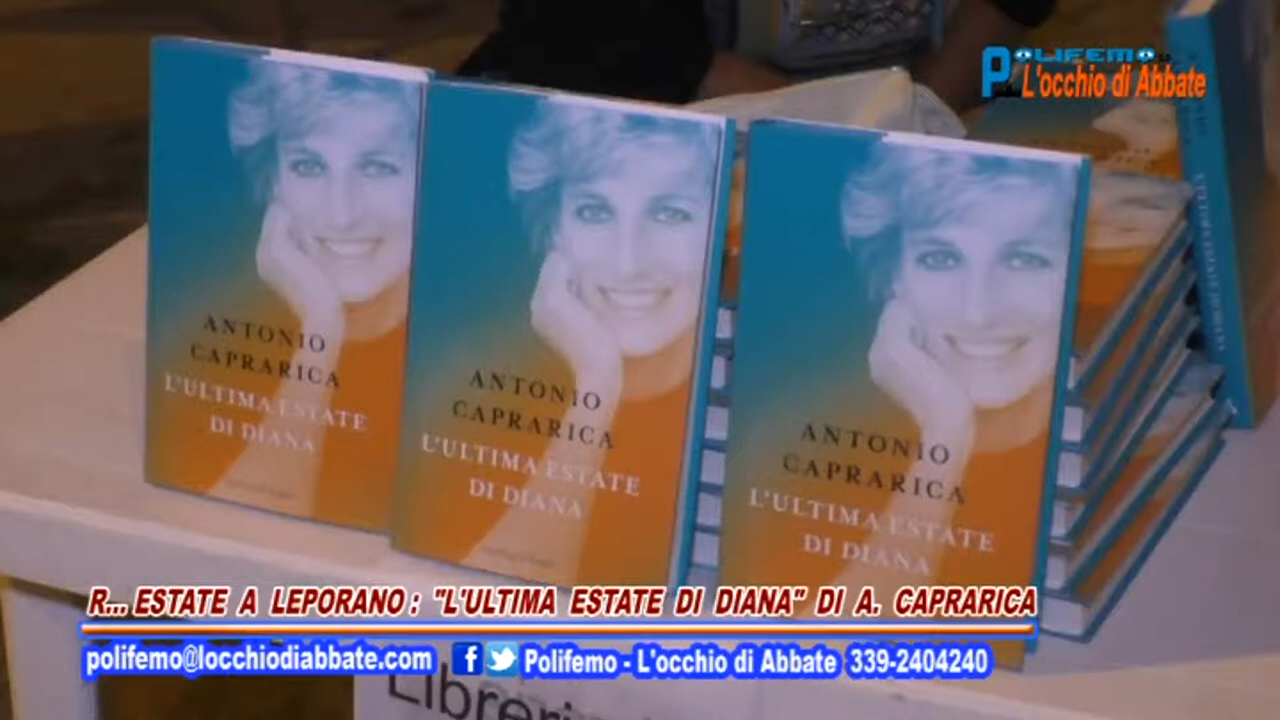 POLIFEMO
L'occhio di Abbate
ANTONIO
CAPRARICA
L'ULTIMA ESTATE
DI DIANA
ANTONIO
CAPRARICA
L'ULTIMA ESTATE
DI DIANA
ANTONIO
CAPRARICA
L'ULTIMA ESTATE
DI DIANA
R... ESTATE A LEPORANO : "L'ULTIMA ESTATE DI DIANA" DI A. CAPRARICA
polifemo@locchiodiabbate.com f Polifemo - L'occhio di Abbate 339-2404240